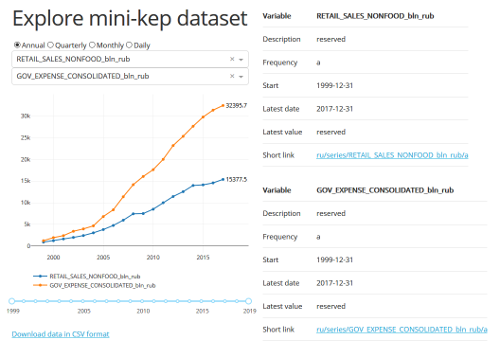 Explore mini-kep dataset
Annual Quarterly Monthly Daily
RETAIL_SALES_NONFOOD_bln_rub
GOV_EXPENSE_CONSOLIDATED_bln_rub
32395.7
15377.5
30k
25k
20k
15k
10k
5k
0
2000 2005 2010 2015
RETAIL_SALES_NONFOOD_bln_rub
GOV_EXPENSE_CONSOLIDATED_bln_rub
1999 2005 2010 2015 2019
Download data in CSV format
Variable RETAIL_SALES_NONFOOD_bln_rub
Description reserved
Frequency a
Start 1999-12-31
Latest date 2017-12-31
Latest value reserved
Short link ru/series/RETAIL_SALES_NONFOOD_bln_rub/a
Variable GOV_EXPENSE_CONSOLIDATED_bln_rub
Description reserved
Frequency a
Start 1999-12-31
Latest date 2017-12-31
Latest value reserved
Short link ru/series/GOV_EXPENSE_CONSOLIDATED_bln_rub/a